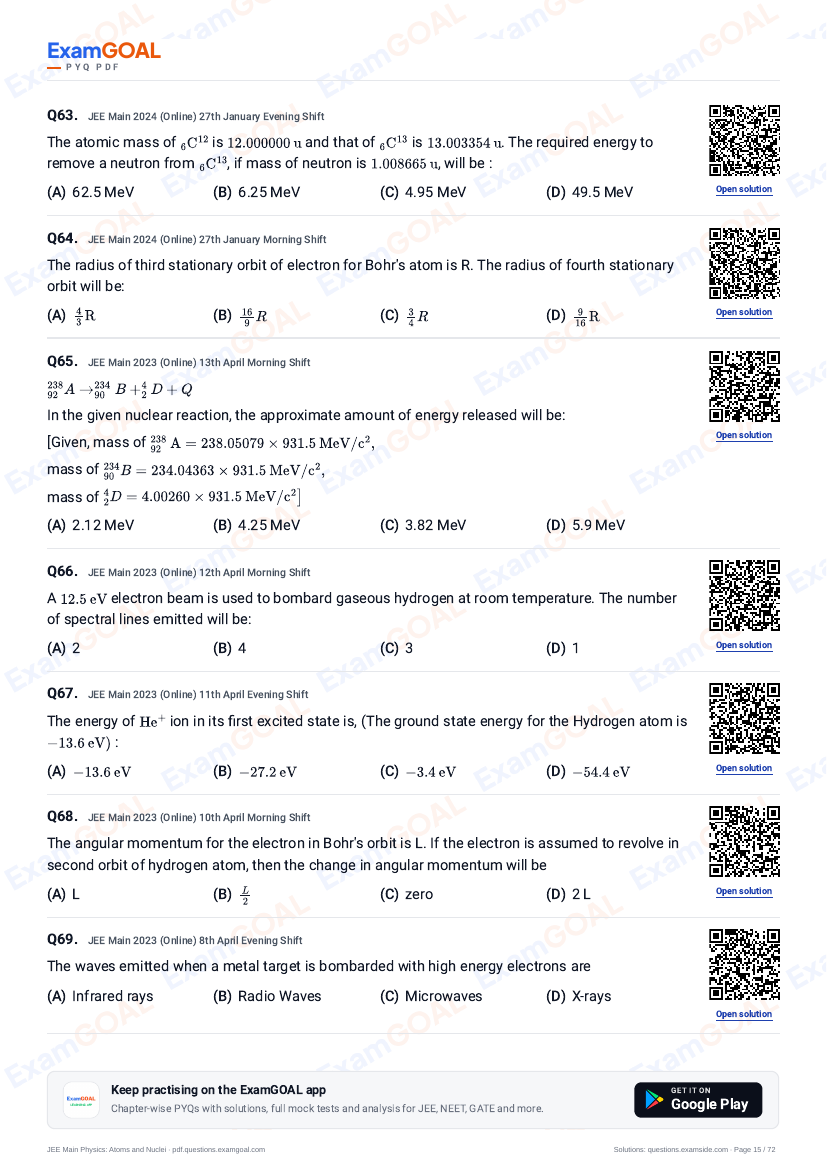 ExamGOAL
PYQ PDF
Q63. JEE Main 2024 (Online) 27th January Evening Shift
The atomic mass of ₆C¹² is 12.000000 u and that of ₆C¹³ is 13.003354 u. The required energy to
remove a neutron from ₆C¹³, if mass of neutron is 1.008665 u, will be :
(A) 62.5 MeV (B) 6.25 MeV (C) 4.95 MeV (D) 49.5 MeV
Open solution
Q64. JEE Main 2024 (Online) 27th January Morning Shift
The radius of third stationary orbit of electron for Bohr's atom is R. The radius of fourth stationary
orbit will be:
(A) 4/3 R (B) 16/9 R (C) 3/4 R (D) 9/16 R
Open solution
Q65. JEE Main 2023 (Online) 13th April Morning Shift
²³⁸₉₂A →²³⁴₉₀ B +⁴₂ D + Q
In the given nuclear reaction, the approximate amount of energy released will be:
[Given, mass of ²³⁸₉₂ A = 238.05079 × 931.5 MeV/c²,
mass of ²³⁴₉₀B = 234.04363 × 931.5 MeV/c²,
mass of ⁴₂D = 4.00260 × 931.5 MeV/c²]
(A) 2.12 MeV (B) 4.25 MeV (C) 3.82 MeV (D) 5.9 MeV
Open solution
Q66. JEE Main 2023 (Online) 12th April Morning Shift
A 12.5 eV electron beam is used to bombard gaseous hydrogen at room temperature. The number
of spectral lines emitted will be:
(A) 2 (B) 4 (C) 3 (D) 1
Open solution
Q67. JEE Main 2023 (Online) 11th April Evening Shift
The energy of He⁺ ion in its first excited state is, (The ground state energy for the Hydrogen atom is
−13.6 eV) :
(A) −13.6 eV (B) −27.2 eV (C) −3.4 eV (D) −54.4 eV
Open solution
Q68. JEE Main 2023 (Online) 10th April Morning Shift
The angular momentum for the electron in Bohr's orbit is L. If the electron is assumed to revolve in
second orbit of hydrogen atom, then the change in angular momentum will be
(A) L (B) L/2 (C) zero (D) 2 L
Open solution
Q69. JEE Main 2023 (Online) 8th April Evening Shift
The waves emitted when a metal target is bombarded with high energy electrons are
(A) Infrared rays (B) Radio Waves (C) Microwaves (D) X-rays
Open solution
Keep practising on the ExamGOAL app
Chapter-wise PYQs with solutions, full mock tests and analysis for JEE, NEET, GATE and more.
GET IT ON
Google Play
JEE Main Physics: Atoms and Nuclei · pdf.questions.examgoal.com
Solutions: questions.examside.com · Page 15 / 72